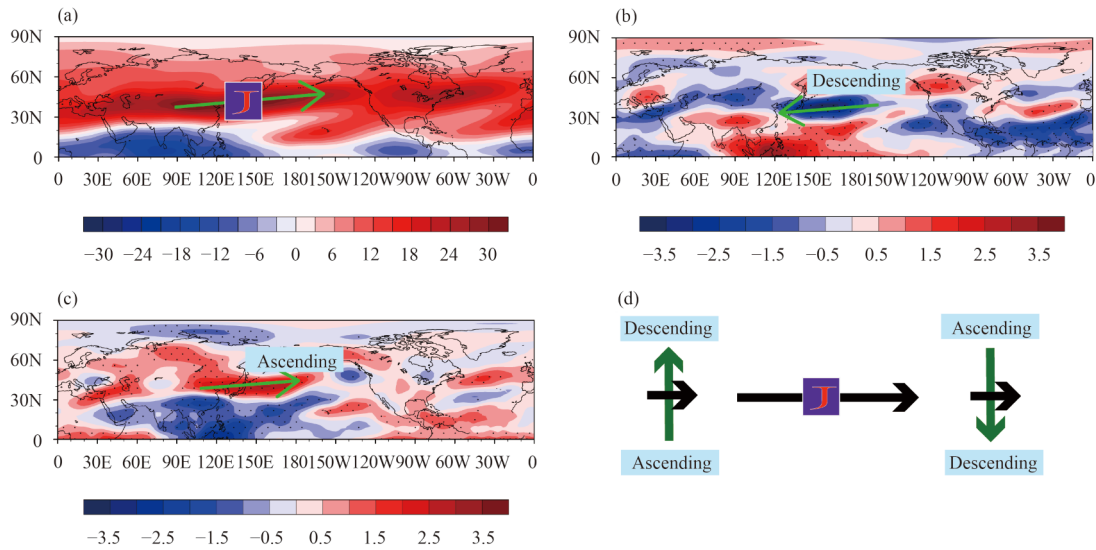 (a)
90N
60N
30N
0
0 30E 60E 90E 120E 150E 180 150W 120W 90W 60W 30W 0
J
−30 −24 −18 −12 −6 0 6 12 18 24 30
(b)
90N
60N
30N
0
0 30E 60E 90E 120E 150E 180 150W 120W 90W 60W 30W 0
Descending
−3.5 −2.5 −1.5 −0.5 0.5 1.5 2.5 3.5
(c)
90N
60N
30N
0
0 30E 60E 90E 120E 150E 180 150W 120W 90W 60W 30W 0
Ascending
−3.5 −2.5 −1.5 −0.5 0.5 1.5 2.5 3.5
(d)
Descending Ascending
J
Ascending Descending